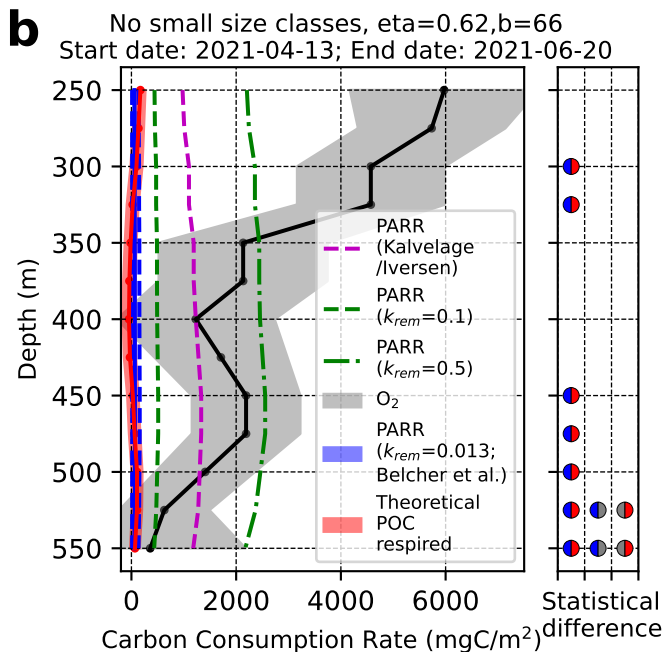 b
No small size classes, eta=0.62,b=66
Start date: 2021-04-13; End date: 2021-06-20
250
300
350
400
450
500
550
Depth (m)
PARR
(Kalvelage
/Iversen)
PARR
(k_rem=0.1)
PARR
(k_rem=0.5)
O₂
PARR
(k_rem=0.013;
Belcher et al.)
Theoretical
POC
respired
0 2000 4000 6000
Carbon Consumption Rate (mgC/m²)
Statistical
difference